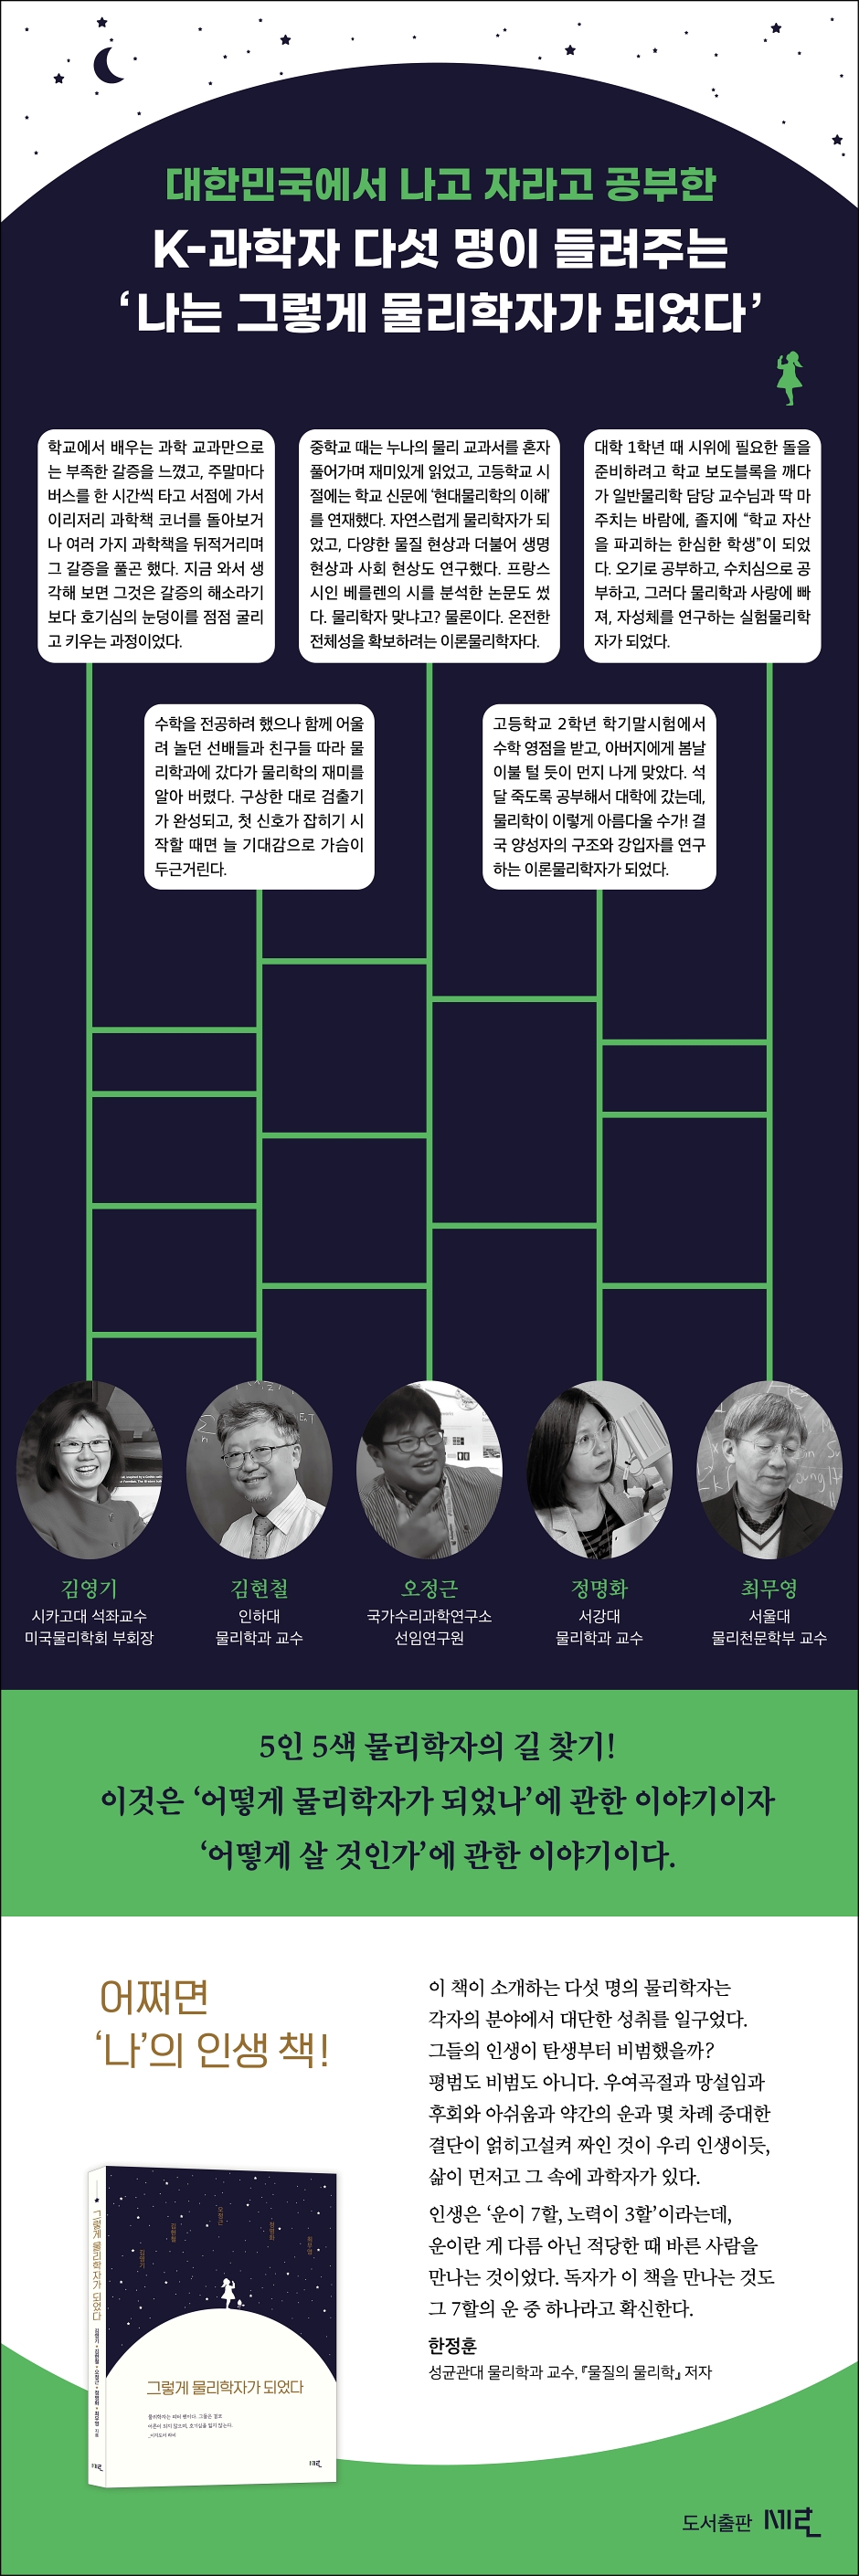 대한민국에서 나고 자라고 공부한
K-과학자 다섯 명이 들려주는
‘나는 그렇게 물리학자가 되었다’
학교에서 배우는 과학 교과만으로
는 부족한 갈증을 느꼈고, 주말마다
버스를 한 시간씩 타고 서점에 가서
이리저리 과학책 코너를 돌아보거
나 여러 가지 과학책을 뒤적거리며
그 갈증을 풀곤 했다. 지금 와서 생
각해 보면 그것은 갈증의 해소라기
보다 호기심의 눈덩이를 점점 굴리
고 키우는 과정이었다.
중학교 때는 누나의 물리 교과서를 혼자
풀어가며 재미있게 읽었고, 고등학교 시
절에는 학교 신문에 ‘현대물리학의 이해’
를 연재했다. 자연스럽게 물리학자가 되
었고, 다양한 물질 현상과 더불어 생명
현상과 사회 현상도 연구했다. 프랑스
시인 베를렌의 시를 분석한 논문도 썼
다. 물리학자 맞냐고? 물론이다. 온전한
전체성을 확보하려는 이론물리학자다.
대학 1학년 때 시위에 필요한 돌을
준비하려고 학교 보도블록을 깨다
가 일반물리학 담당 교수님과 딱 마
주치는 바람에, 졸지에 “학교 자산
을 파괴하는 한심한 학생”이 되었
다. 오기로 공부하고, 수치심으로 공
부하고, 그러다 물리학과 사랑에 빠
져, 자성체를 연구하는 실험물리학
자가 되었다.
수학을 전공하려 했으나 함께 어울
려 놀던 선배들과 친구들 따라 물
리학과에 갔다가 물리학의 재미를
알아 버렸다. 구상한 대로 검출기
가 완성되고, 첫 신호가 잡히기 시
작할 때면 늘 기대감으로 가슴이
두근거린다.
고등학교 2학년 학기말시험에서
수학 영점을 받고, 아버지에게 봄날
이불 털 듯이 먼지 나게 맞았다. 석
달 죽도록 공부해서 대학에 갔는데,
물리학이 이렇게 아름다울 수가! 결
국 양성자의 구조와 강입자를 연구
하는 이론물리학자가 되었다.
김영기
시카고대 석좌교수
미국물리학회 부회장
김현철
인하대
물리학과 교수
오정근
국가수리과학연구소
선임연구원
정명화
서강대
물리학과 교수
최무영
서울대
물리천문학부 교수
5인 5색 물리학자의 길 찾기!
이것은 ‘어떻게 물리학자가 되었나’에 관한 이야기이자
‘어떻게 살 것인가’에 관한 이야기이다.
어쩌면
‘나’의 인생 책!
이 책이 소개하는 다섯 명의 물리학자는
각자의 분야에서 대단한 성취를 일구었다.
그들의 인생이 탄생부터 비범했을까?
평범도 비범도 아니다. 우여곡절과 망설임과
후회와 아쉬움과 약간의 운과 몇 차례 중대한
결단이 얽히고설켜 짜인 것이 우리 인생이듯,
삶이 먼저고 그 속에 과학자가 있다.
인생은 ‘운이 7할, 노력이 3할’이라는데,
운이란 게 다름 아닌 적당한 때 바른 사람을
만나는 것이었다. 독자가 이 책을 만나는 것도
그 7할의 운 중 하나라고 확신한다.
한정훈
성균관대 물리학과 교수, 『물질의 물리학』 저자
그렇게 물리학자가 되었다
김영기 • 김현철 • 오정근 • 정명화 • 최무영 지음
세로
김영기
김현철
오정근
정명화
최무영
그렇게 물리학자가 되었다
세로
도서출판 세로